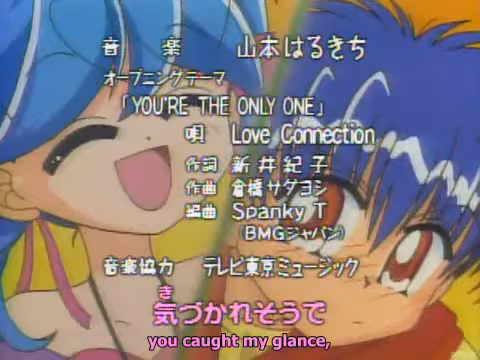 音楽 山本はるきち
オープニングテーマ
「YOU'RE THE ONLY ONE」
唄 Love Connection
作詞 新井紀子
作曲 倉橋サダヨシ
編曲 Spanky T
（BMGジャパン）
音楽協力 テレビ東京ミュージック
き
気づかれそうで
you caught my glance,